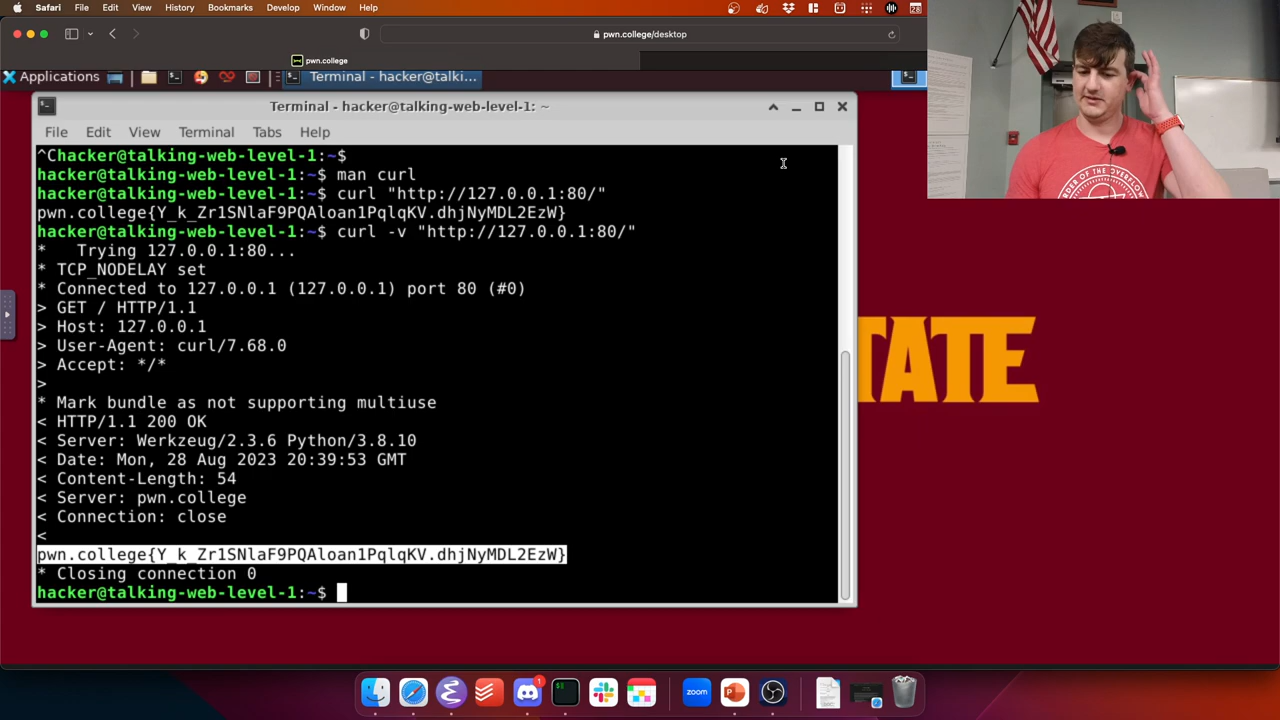 Safari File Edit View History Bookmarks Develop Window Help
28
pwn.college/desktop
pwn.college
Applications
Terminal - hacker@talki...
Terminal - hacker@talking-web-level-1: ~
File Edit View Terminal Tabs Help
^Chacker@talking-web-level-1:~$
hacker@talking-web-level-1:~$ man curl
hacker@talking-web-level-1:~$ curl "http://127.0.0.1:80/"
pwn.college{Y_k_Zr1SNlaF9PQAloan1PqlqKV.dhjNyMDL2EzW}
hacker@talking-web-level-1:~$ curl -v "http://127.0.0.1:80/"
*   Trying 127.0.0.1:80...
* TCP_NODELAY set
* Connected to 127.0.0.1 (127.0.0.1) port 80 (#0)
> GET / HTTP/1.1
> Host: 127.0.0.1
> User-Agent: curl/7.68.0
> Accept: */*
>
* Mark bundle as not supporting multiuse
< HTTP/1.1 200 OK
< Server: Werkzeug/2.3.6 Python/3.8.10
< Date: Mon, 28 Aug 2023 20:39:53 GMT
< Content-Length: 54
< Server: pwn.college
< Connection: close
<
pwn.college{Y_k_Zr1SNlaF9PQAloan1PqlqKV.dhjNyMDL2EzW}
* Closing connection 0
hacker@talking-web-level-1:~$
TATE
zoom
1